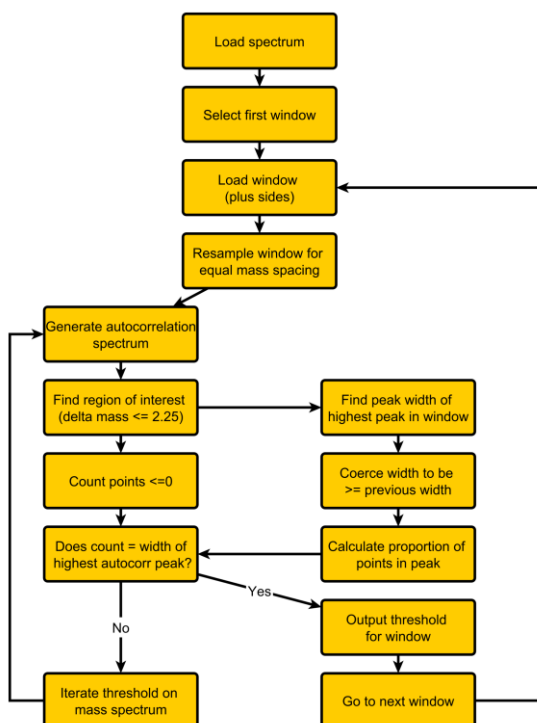 Load spectrum
Select first window
Load window
(plus sides)
Resample window for
equal mass spacing
Generate autocorrelation
spectrum
Find region of interest
(delta mass <= 2.25)
Find peak width of
highest peak in window
Count points <=0
Coerce width to be
>= previous width
Does count = width of
highest autocorr peak?
Calculate proportion of
points in peak
Yes
No
Output threshold
for window
Iterate threshold on
mass spectrum
Go to next window